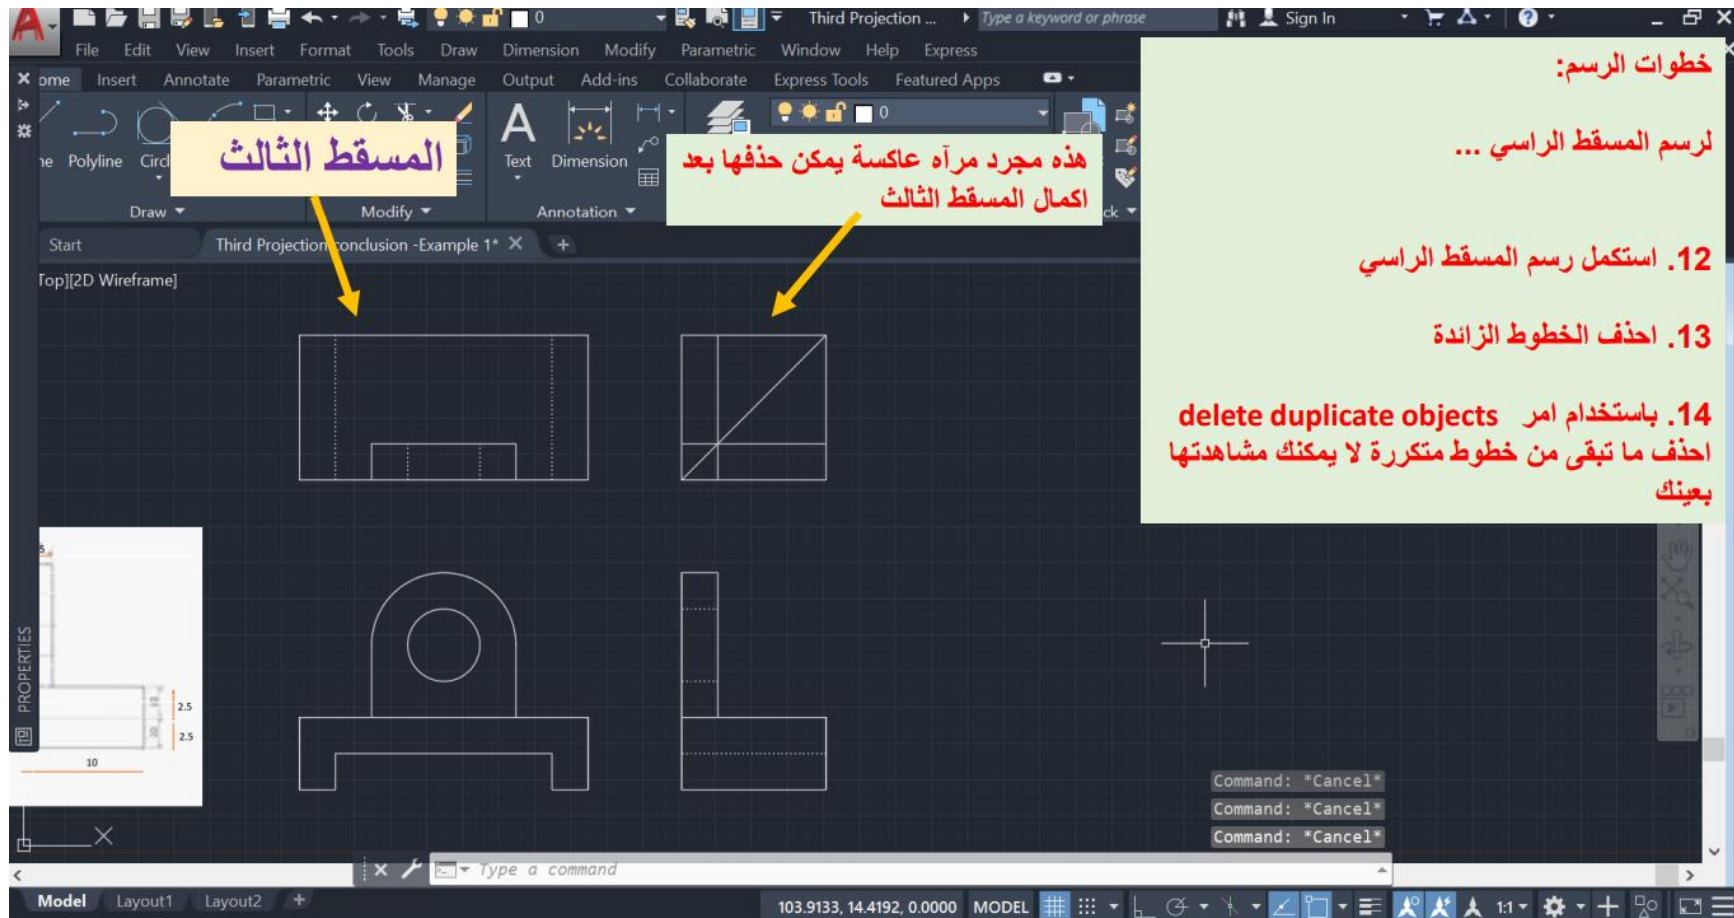 0
Third Projection ...
Type a keyword or phrase
Sign In
File Edit View Insert Format Tools Draw Dimension Modify Parametric Window Help Express
ome Insert Annotate Parametric View Manage Output Add-ins Collaborate Express Tools Featured Apps
0
Polyline
Text Dimension
Draw Modify Annotation
المسقط الثالث
هذه مجرد مرآه عاكسة يمكن حذفها بعد
اكمال المسقط الثالث
خطوات الرسم:
لرسم المسقط الراسي ...
12. استكمل رسم المسقط الراسي
13. احذف الخطوط الزائدة
14. باستخدام امر delete duplicate objects
احذف ما تبقى من خطوط متكررة لا يمكنك مشاهدتها
بعينك
Start Third Projection conclusion -Example 1*
Top][2D Wireframe]
PROPERTIES
2.5
2.5
10
Command: *Cancel*
Command: *Cancel*
Command: *Cancel*
Type a command
Model Layout1 Layout2
103.9133, 14.4192, 0.0000 MODEL 1:1